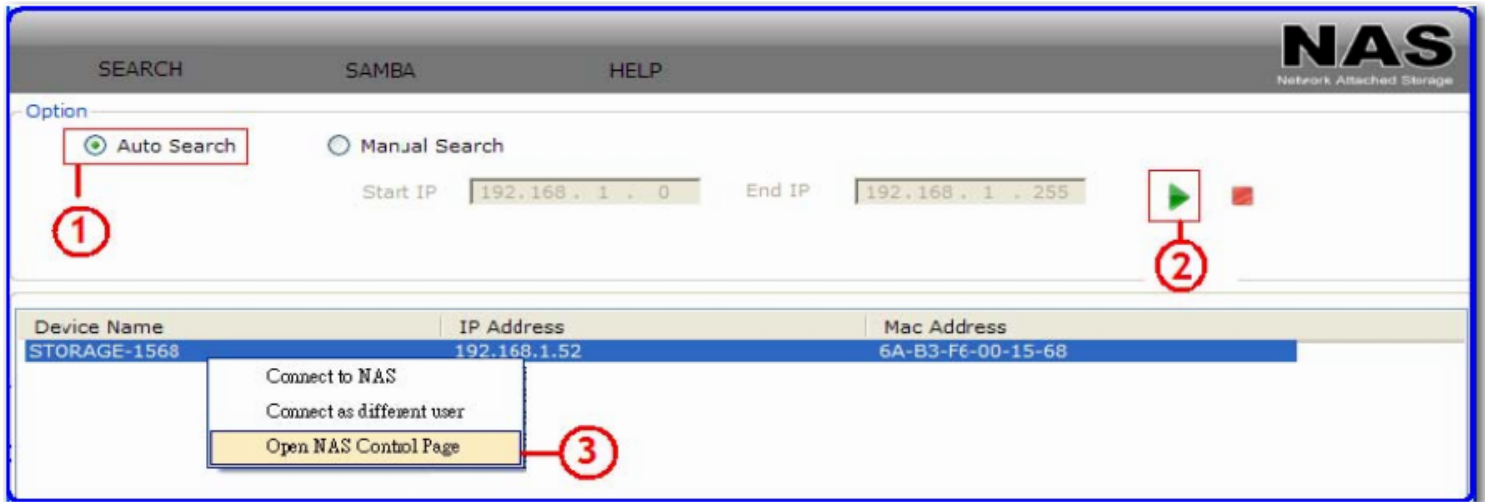 NAS
Network Attached Storage
SEARCH SAMBA HELP
Option
Auto Search Manual Search
Start IP 192.168. 1 . 0 End IP 192.168. 1 . 255
1
2
Device Name IP Address Mac Address
STORAGE-1568 192.168.1.52 6A-B3-F6-00-15-68
Connect to NAS
Connect as different user
Open NAS Control Page
3